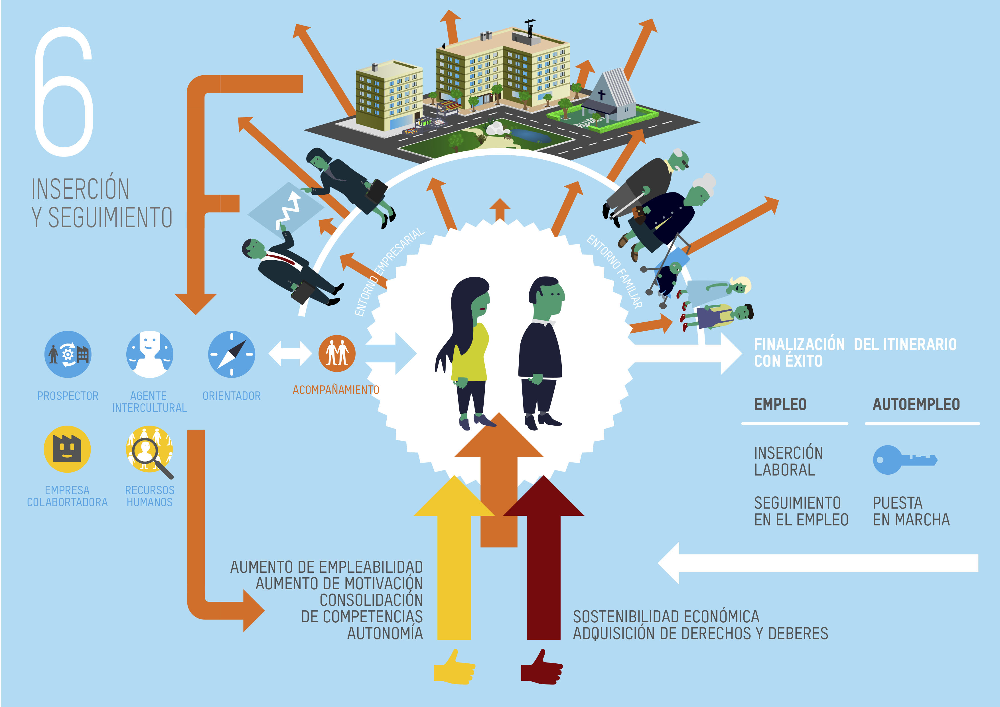 6
INSERCIÓN
Y SEGUIMIENTO
ENTORNO EMPRESARIAL
ENTORNO FAMILIAR
PROSPECTOR
AGENTE
INTERCULTURAL
ORIENTADOR
ACOMPAÑAMIENTO
EMPRESA
COLABORTADORA
RECURSOS
HUMANOS
FINALIZACIÓN DEL ITINERARIO
CON ÉXITO
EMPLEO
AUTOEMPLEO
INSERCIÓN
LABORAL
SEGUIMIENTO
EN EL EMPLEO
PUESTA
EN MARCHA
AUMENTO DE EMPLEABILIDAD
AUMENTO DE MOTIVACIÓN
CONSOLIDACIÓN
DE COMPETENCIAS
AUTONOMÍA
SOSTENIBILIDAD ECONÓMICA
ADQUISICIÓN DE DERECHOS Y DEBERES